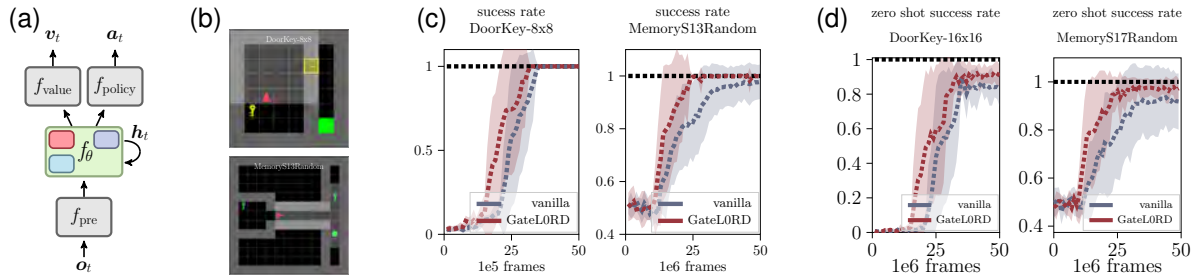 (a)
v_t a_t
f_value f_policy
f_θ h_t
f_pre
o_t
(b)
DoorKey-8x8
MemoryS13Random
(c)
sucess rate
DoorKey-8x8
1
0.5
0
0 25 50
1e5 frames
vanilla
GateL0RD
success rate
MemoryS13Random
1
0.8
0.6
0.4
0 25 50
1e6 frames
vanilla
GateL0RD
(d)
zero shot success rate
DoorKey-16x16
1
0.8
0.6
0.4
0.2
0
0 25 50
1e6 frames
vanilla
GateL0RD
zero shot success rate
MemoryS17Random
1
0.8
0.6
0.4
0 25 50
1e6 frames
vanilla
GateL0RD